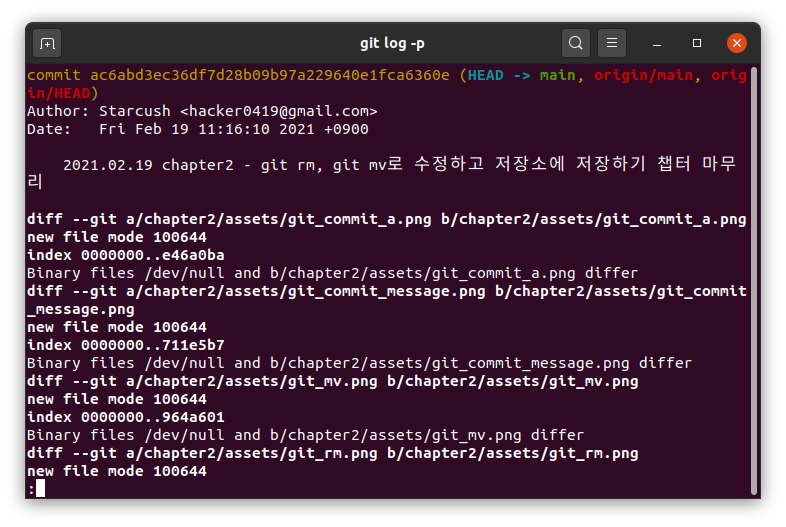 git log -p
commit ac6abd3ec36df7d28b09b97a229640e1fca6360e (HEAD -> main, origin/main, orig
in/HEAD)
Author: Starcush <hacker0419@gmail.com>
Date:   Fri Feb 19 11:16:10 2021 +0900
    2021.02.19 chapter2 - git rm, git mv로 수정하고 저장소에 저장하기 챕터 마무
리
diff --git a/chapter2/assets/git_commit_a.png b/chapter2/assets/git_commit_a.png
new file mode 100644
index 0000000..e46a0ba
Binary files /dev/null and b/chapter2/assets/git_commit_a.png differ
diff --git a/chapter2/assets/git_commit_message.png b/chapter2/assets/git_commit
_message.png
new file mode 100644
index 0000000..711e5b7
Binary files /dev/null and b/chapter2/assets/git_commit_message.png differ
diff --git a/chapter2/assets/git_mv.png b/chapter2/assets/git_mv.png
new file mode 100644
index 0000000..964a601
Binary files /dev/null and b/chapter2/assets/git_mv.png differ
diff --git a/chapter2/assets/git_rm.png b/chapter2/assets/git_rm.png
new file mode 100644
: